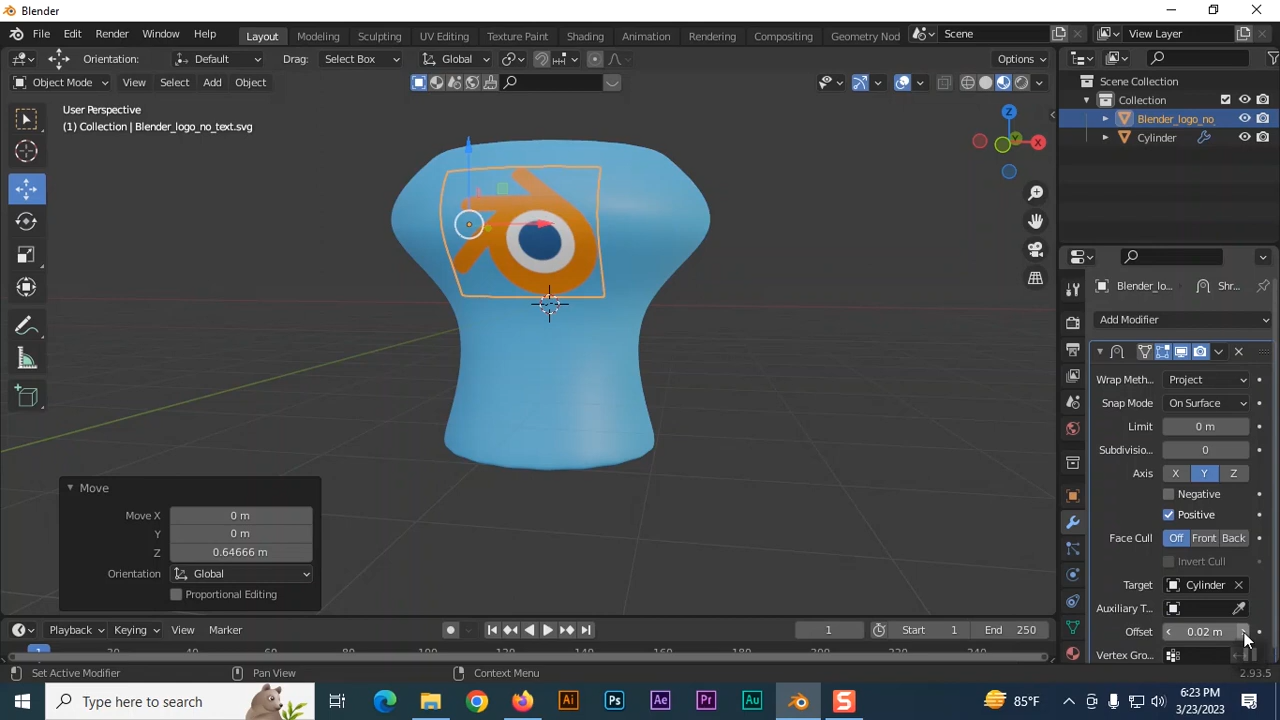 Blender
File Edit Render Window Help
Layout Modeling Sculpting UV Editing Texture Paint Shading Animation Rendering Compositing Geometry Nod
Scene
View Layer
Orientation: Default Drag: Select Box Global Options
Object Mode View Select Add Object
User Perspective
(1) Collection | Blender_logo_no_text.svg
Z
Y
X
Scene Collection
Collection
Blender_logo_no
Cylinder
Blender_lo... Shr...
Add Modifier
Wrap Meth... Project
Snap Mode On Surface
Limit 0 m
Subdivisio... 0
Axis X Y Z
Negative
Positive
Face Cull Off Front Back
Invert Cull
Target Cylinder
Auxiliary T...
Offset 0.02 m
Vertex Gro...
Move
Move X 0 m
Y 0 m
Z 0.64666 m
Orientation Global
Proportional Editing
Playback Keying View Marker
1 Start 1 End 250
Set Active Modifier Pan View Context Menu 2.93.5
Type here to search
Ai Ps Ae Pr Au S
85°F
6:23 PM
3/23/2023